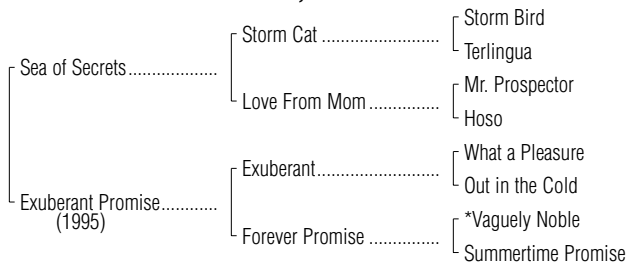 Storm Bird
Storm Cat ........................
Terlingua
Sea of Secrets...................
Mr. Prospector
Love From Mom ..............
Hoso
What a Pleasure
Exuberant.........................
Out in the Cold
Exuberant Promise............
(1995)
*Vaguely Noble
Forever Promise ..............
Summertime Promise